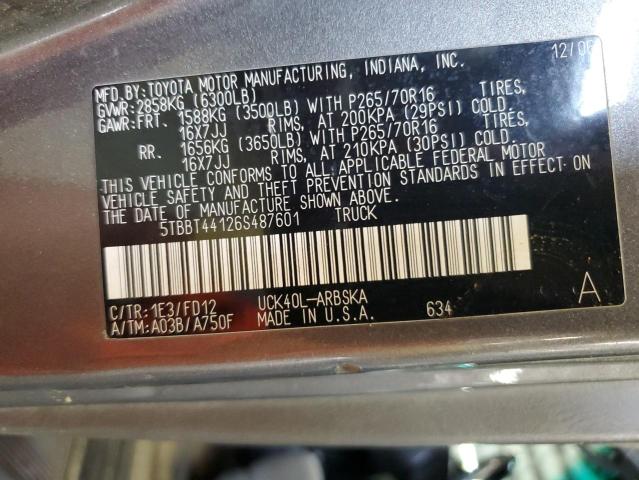 MFD.BY:TOYOTA MOTOR MANUFACTURING, INDIANA, INC. 12/05
GVWR:2858KG (6300LB)
GAWR:FRT. 1588KG (3500LB) WITH P265/70R16 TIRES,
16X7JJ RIMS, AT 200KPA (29PSI) COLD.
RR. 1656KG (3650LB) WITH P265/70R16 TIRES,
16X7JJ RIMS, AT 210KPA (30PSI) COLD.
THIS VEHICLE CONFORMS TO ALL APPLICABLE FEDERAL MOTOR
VEHICLE SAFETY AND THEFT PREVENTION STANDARDS IN EFFECT ON
THE DATE OF MANUFACTURE SHOWN ABOVE.
5TBBT44126S487601 TRUCK
C/TR:1E3/FD12 UCK40L-ARBSKA A
A/TM:A03B/A750F MADE IN U.S.A. 634